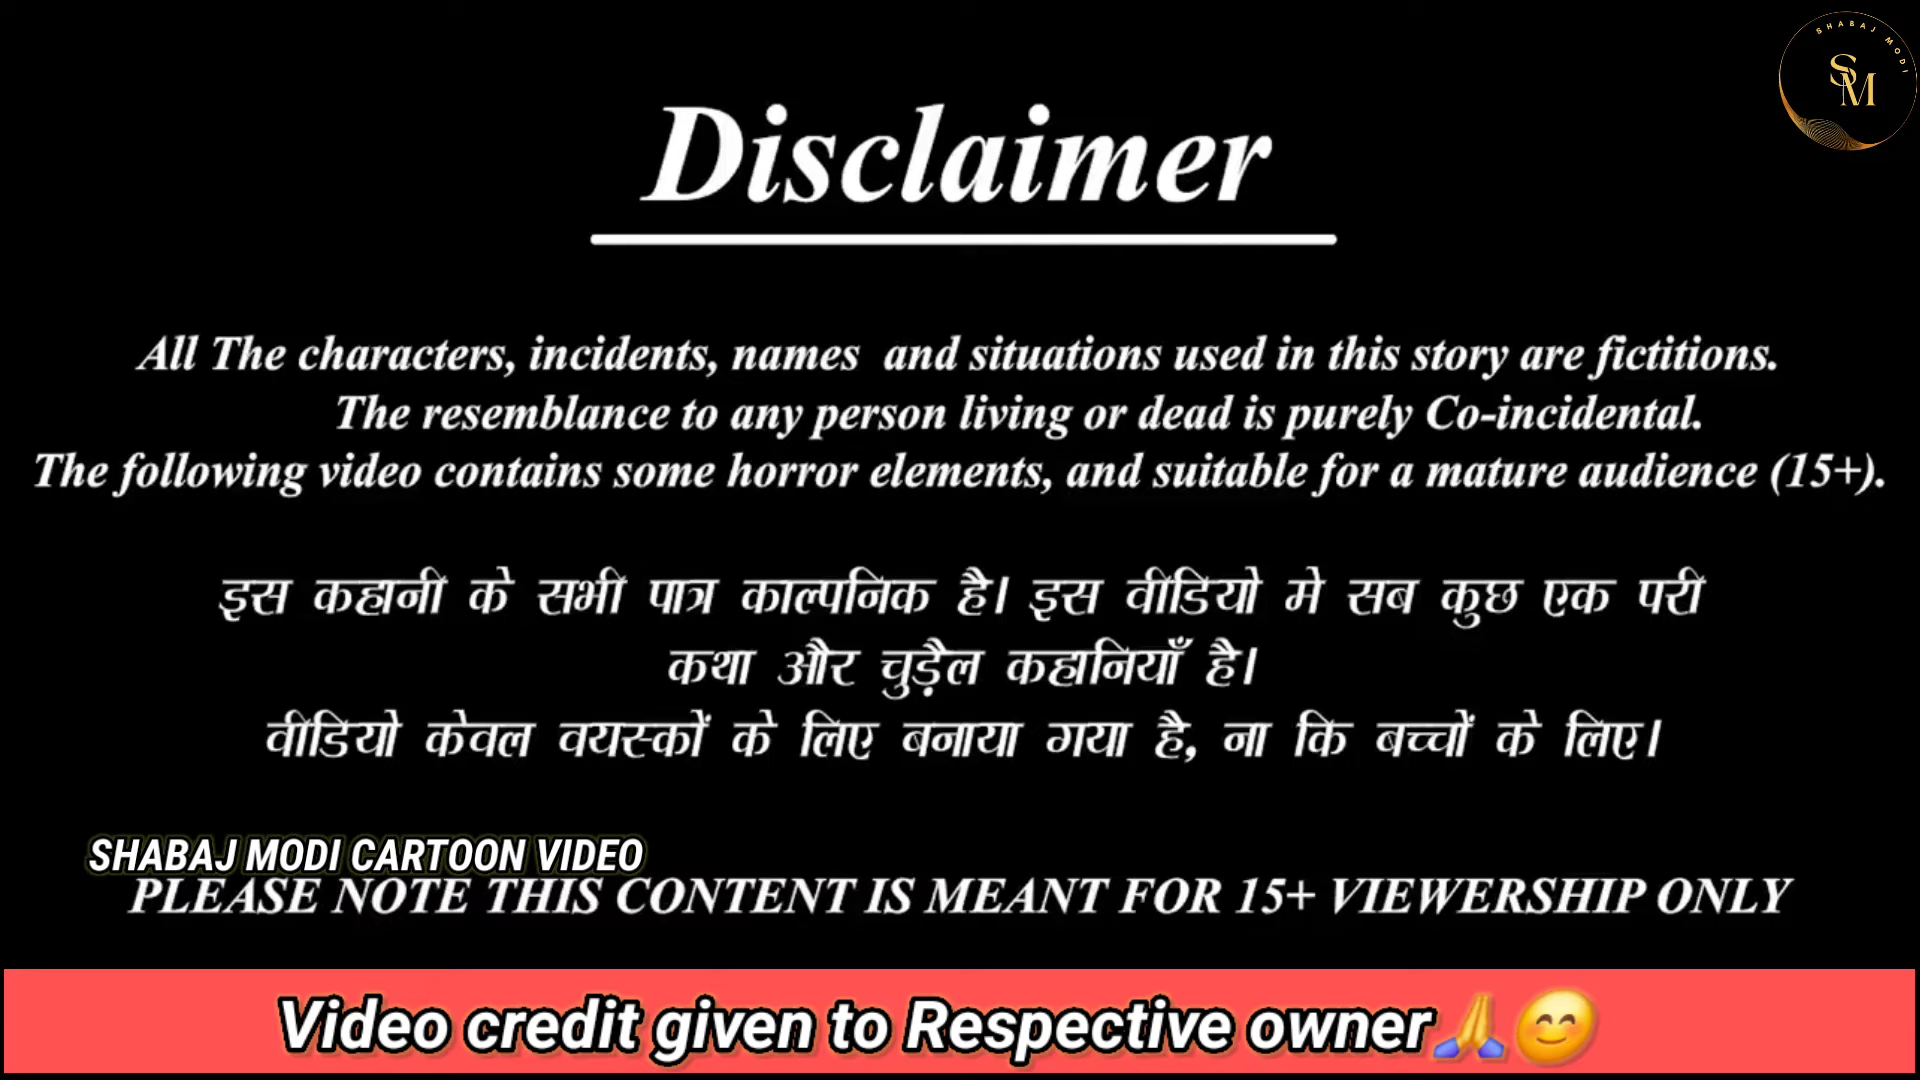 SHABAJ MODI
SM
Disclaimer
All The characters, incidents, names and situations used in this story are fictitions.
The resemblance to any person living or dead is purely Co-incidental.
The following video contains some horror elements, and suitable for a mature audience (15+).
इस कहानी के सभी पात्र काल्पनिक है। इस वीडियो मे सब कुछ एक परी
कथा और चुड़ैल कहानियाँ है।
वीडियो केवल वयस्कों के लिए बनाया गया है, ना कि बच्चों के लिए।
SHABAJ MODI CARTOON VIDEO
PLEASE NOTE THIS CONTENT IS MEANT FOR 15+ VIEWERSHIP ONLY
Video credit given to Respective owner🙏😊